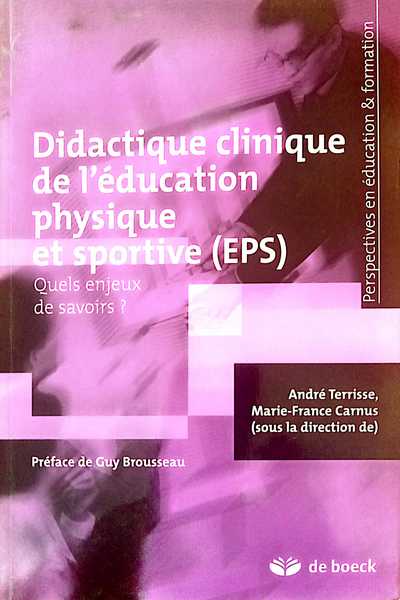 Perspectives en éducation & formation
Didactique clinique
de l'éducation
physique
et sportive (EPS)
Quels enjeux
de savoirs ?
André Terrisse,
Marie-France Carnus
(sous la direction de)
Préface de Guy Brousseau
de boeck